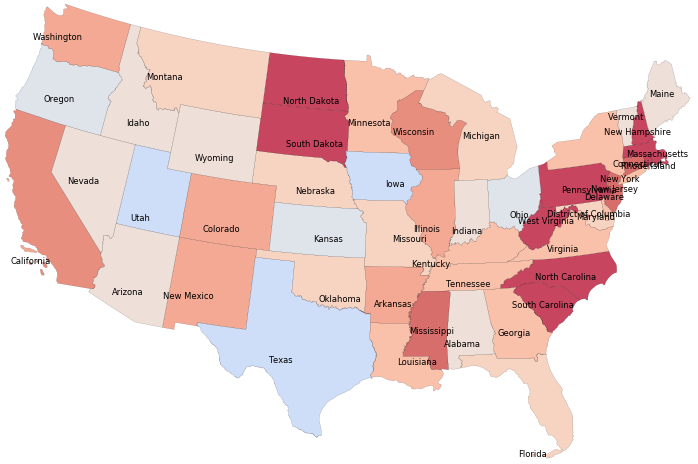 Washington
Montana
Oregon
Idaho
Wyoming
North Dakota
South Dakota
Minnesota
Wisconsin
Michigan
Maine
Vermont
New Hampshire
Massachusetts
Connecticut
Rhode Island
New York
New Jersey
Pennsylvania
Delaware
District of Columbia
Maryland
West Virginia
Ohio
Indiana
Illinois
Iowa
Nebraska
Nevada
Utah
Colorado
Kansas
Missouri
Kentucky
Virginia
California
Arizona
New Mexico
Oklahoma
Arkansas
Tennessee
North Carolina
South Carolina
Georgia
Alabama
Mississippi
Louisiana
Texas
Florida